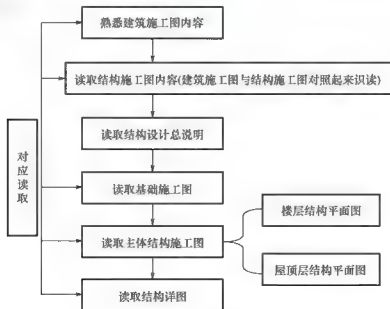 熟悉建筑施工图内容
读取结构施工图内容(建筑施工图与结构施工图对照起来识读)
读取结构设计总说明
对应读取
读取基础施工图
楼层结构平面图
读取主体结构施工图
屋顶层结构平面图
读取结构详图